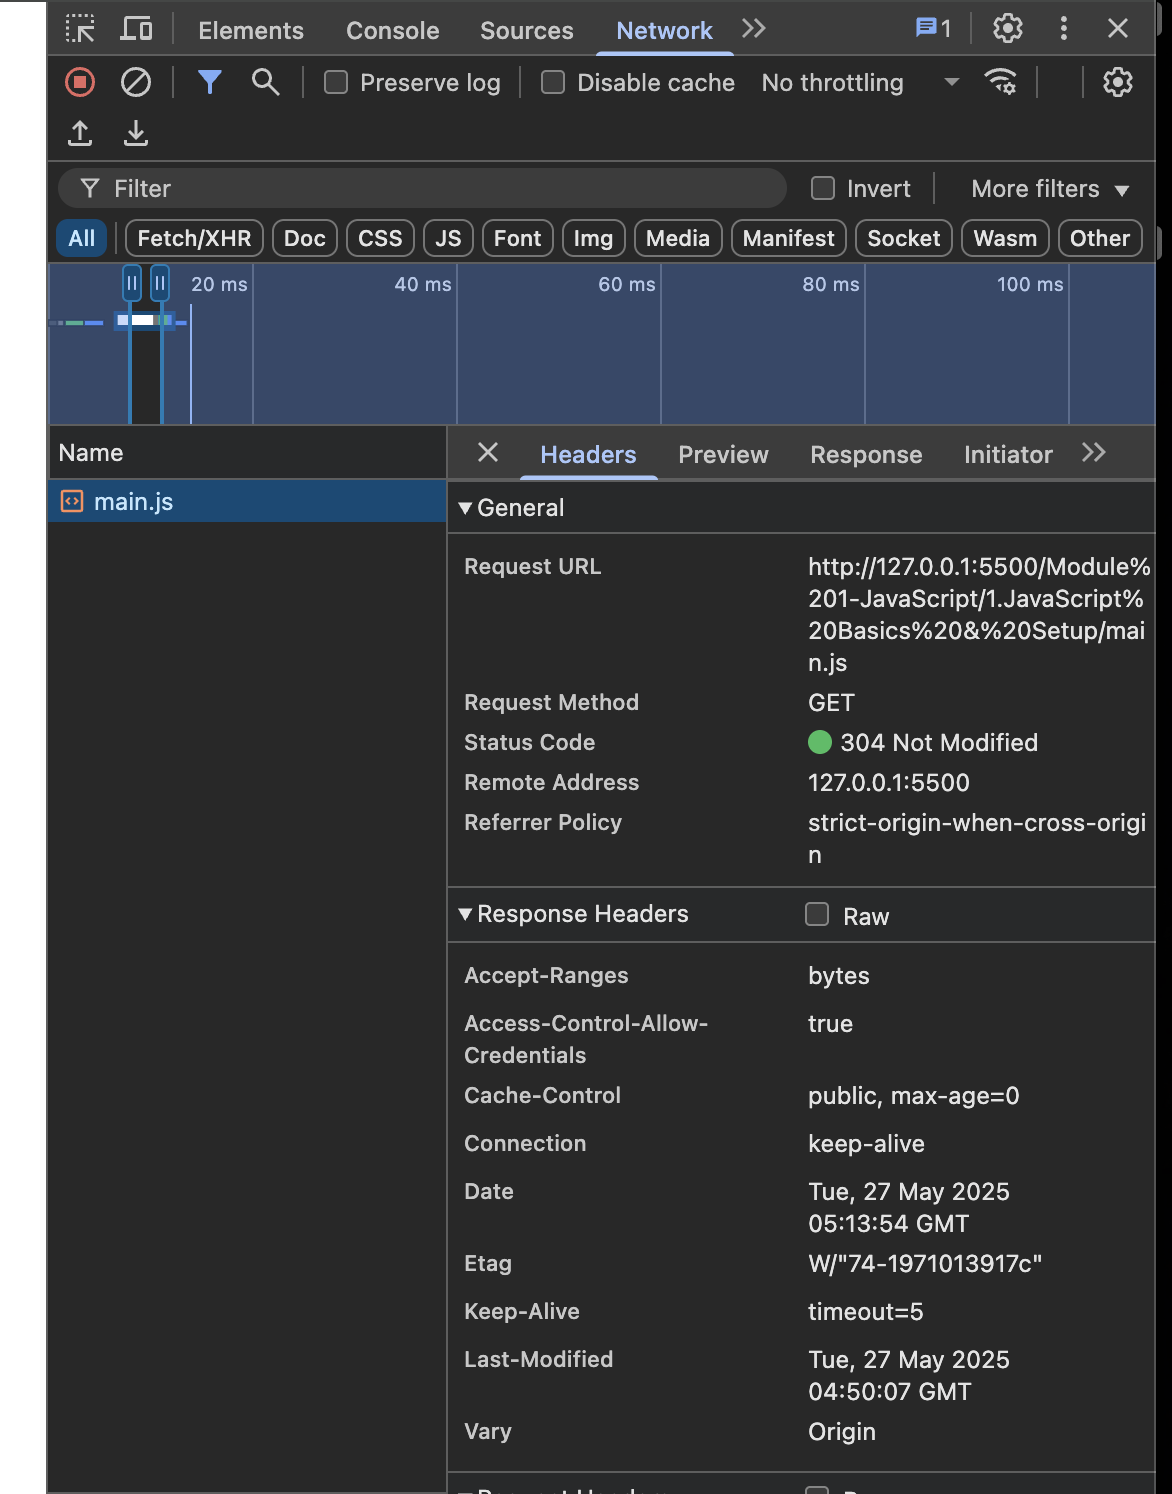 Elements Console Sources Network 1
Preserve log Disable cache No throttling
Filter Invert More filters
All Fetch/XHR Doc CSS JS Font Img Media Manifest Socket Wasm Other
20 ms 40 ms 60 ms 80 ms 100 ms
Name
main.js
Headers Preview Response Initiator
General
Request URL http://127.0.0.1:5500/Module%
201-JavaScript/1.JavaScript%
20Basics%20&%20Setup/mai
n.js
Request Method GET
Status Code 304 Not Modified
Remote Address 127.0.0.1:5500
Referrer Policy strict-origin-when-cross-origi
n
Response Headers Raw
Accept-Ranges bytes
Access-Control-Allow- true
Credentials
Cache-Control public, max-age=0
Connection keep-alive
Date Tue, 27 May 2025
05:13:54 GMT
Etag W/"74-1971013917c"
Keep-Alive timeout=5
Last-Modified Tue, 27 May 2025
04:50:07 GMT
Vary Origin